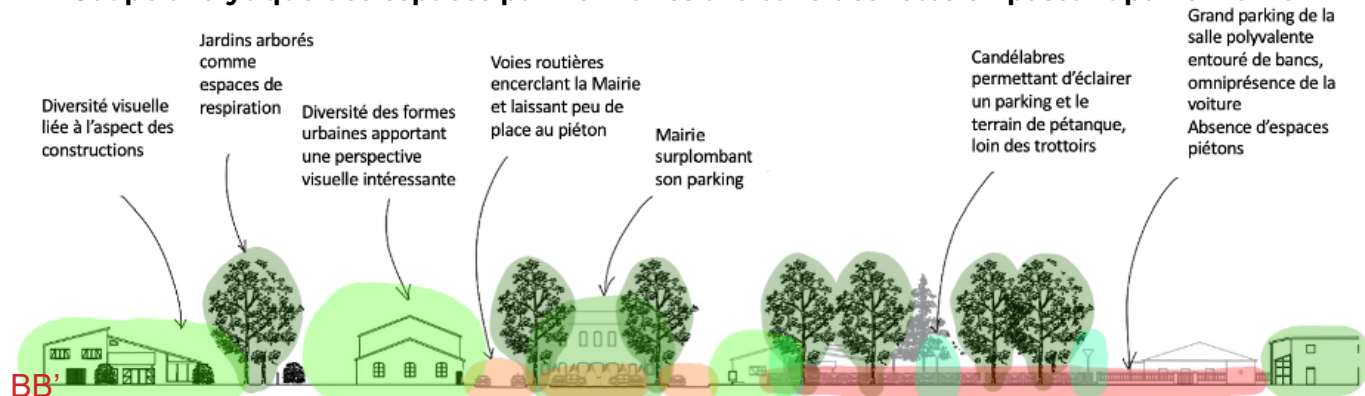 Jardins arborés
comme
espaces de
respiration
Diversité visuelle
liée à l'aspect des
constructions
Diversité des formes
urbaines apportant
une perspective
visuelle intéressante
Voies routières
encerclant la Mairie
et laissant peu de
place au piéton
Mairie
surplombant
son parking
Candélabres
permettant d'éclairer
un parking et le
terrain de pétanque,
loin des trottoirs
Grand parking de la
salle polyvalente
entouré de bancs,
omniprésence de la
voiture
Absence d'espaces
piétons
BB'